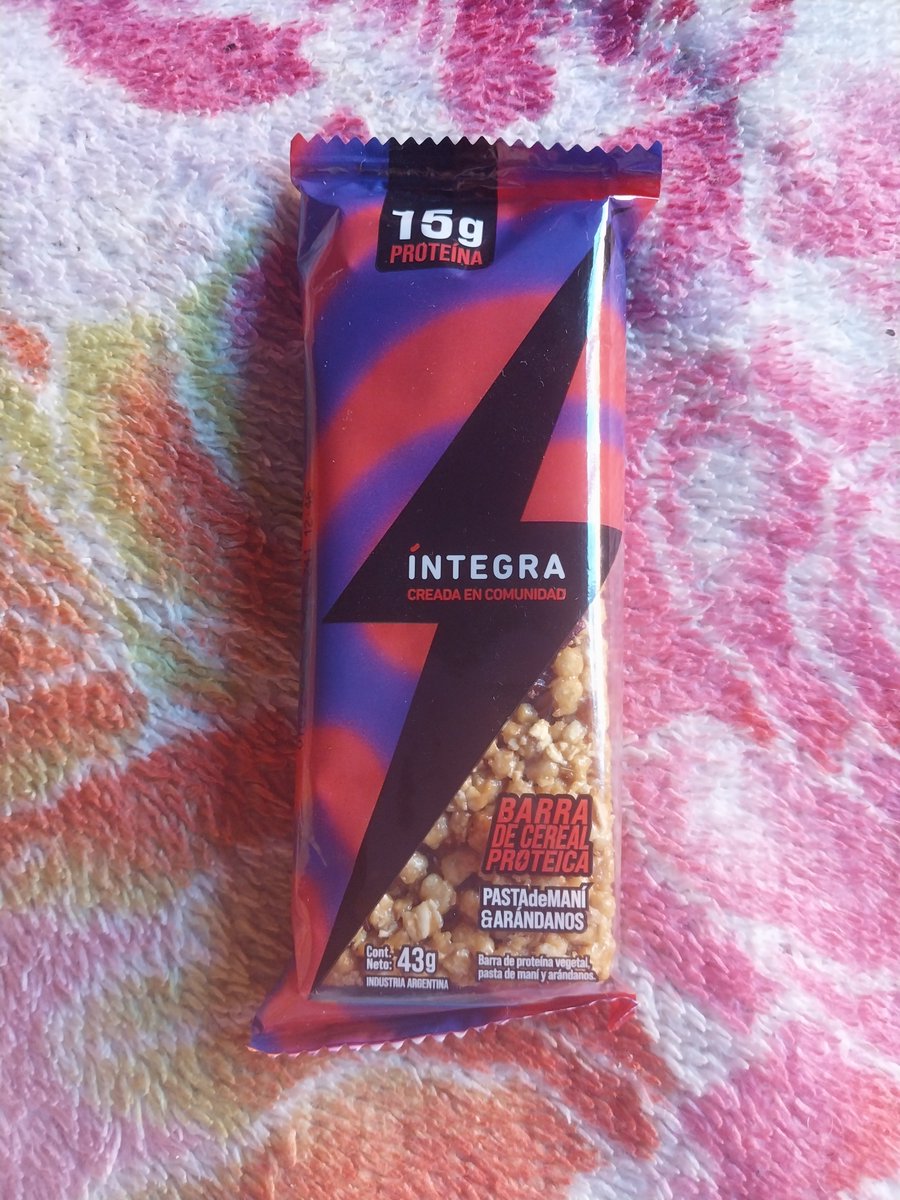 15g
PROTEÍNA
ÍNTEGRA
CREADA EN COMUNIDAD
BARRA
DE CEREAL
PROTEICA
PASTAdeMANÍ
&ARÁNDANOS
Cont.
Neto: 43g
INDUSTRIA ARGENTINA
Barra de proteína vegetal,
pasta de maní y arándanos.